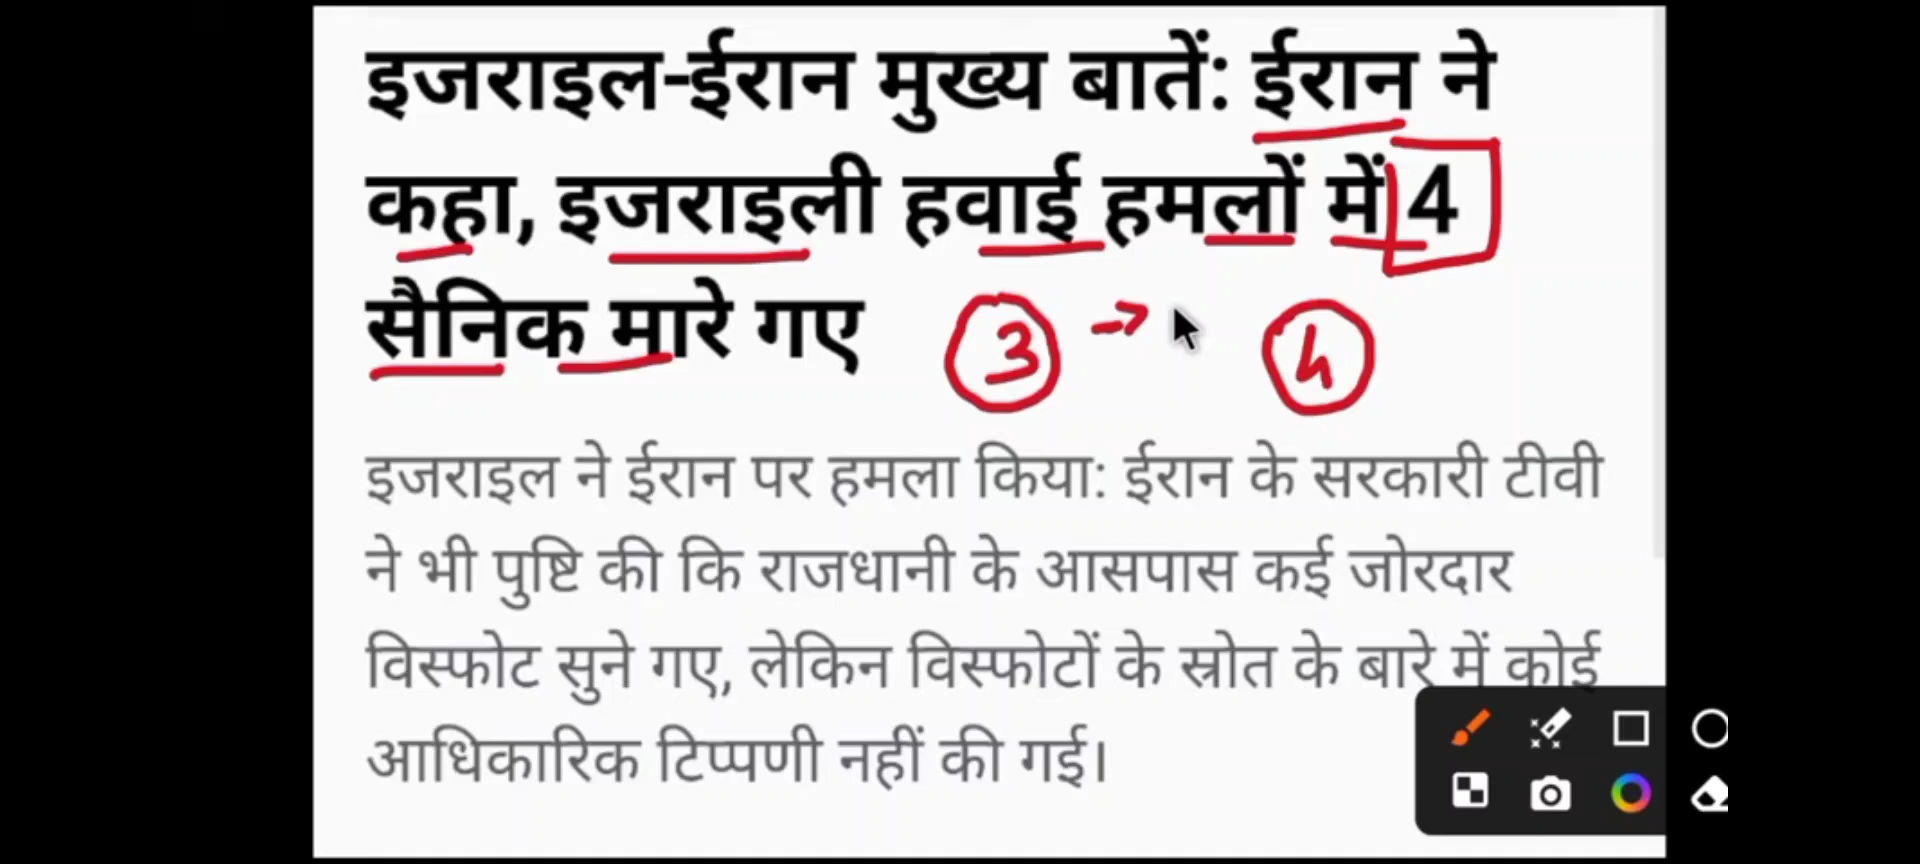 इजराइल-ईरान मुख्य बातें: ईरान ने
कहा, इजराइली हवाई हमलों में 4
सैनिक मारे गए
3 → 4
इजराइल ने ईरान पर हमला किया: ईरान के सरकारी टीवी
ने भी पुष्टि की कि राजधानी के आसपास कई जोरदार
विस्फोट सुने गए, लेकिन विस्फोटों के स्रोत के बारे में कोई
आधिकारिक टिप्पणी नहीं की गई।